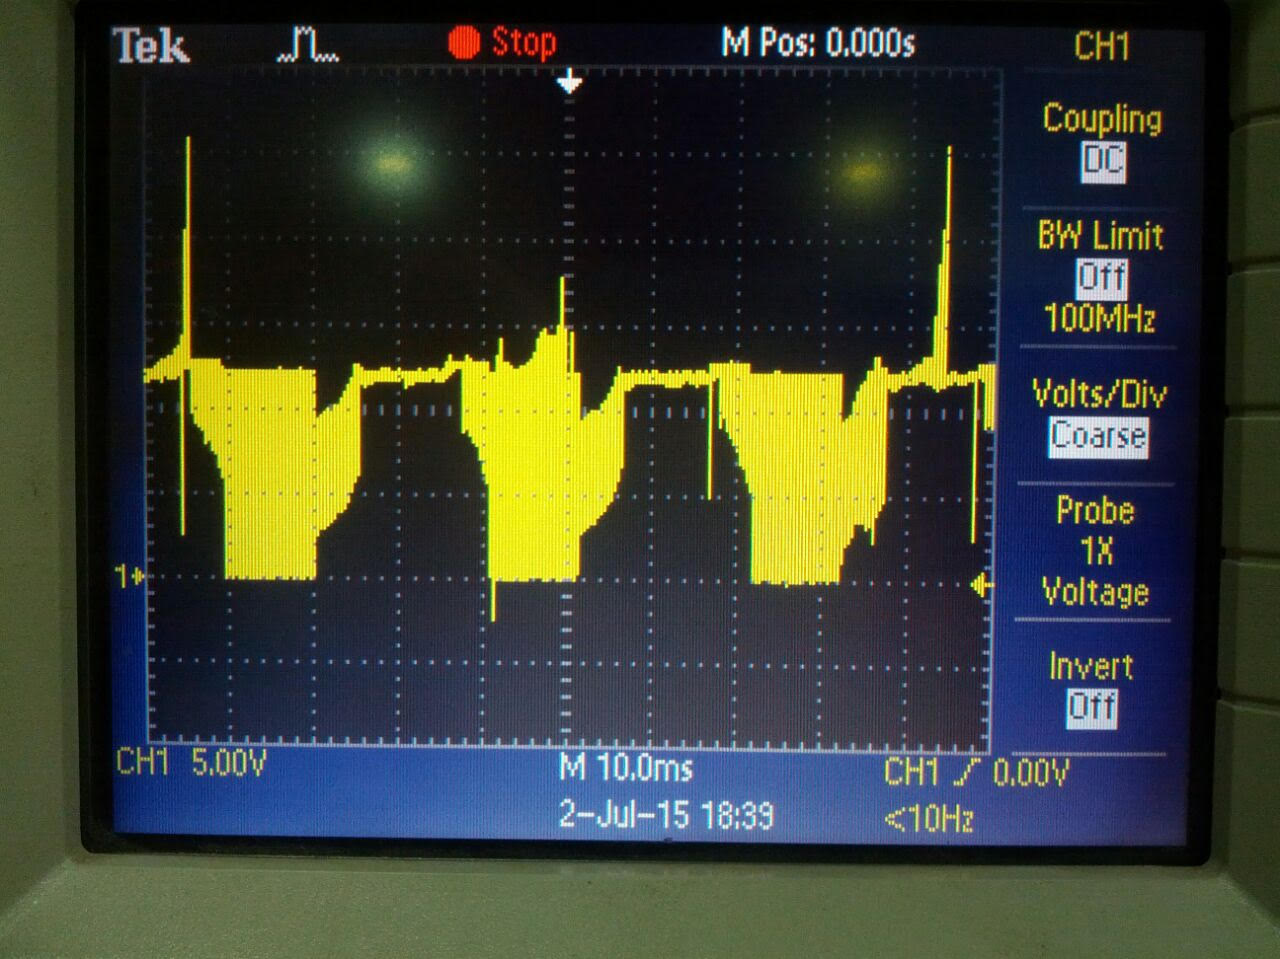 Tek Stop M Pos: 0.000s CH1
Coupling
DC
BW Limit
Off
100MHz
Volts/Div
Coarse
Probe
1X
Voltage
1
Invert
Off
CH1 5.00V M 10.0ms CH1 0.00V
2-Jul-15 18:39 <10Hz